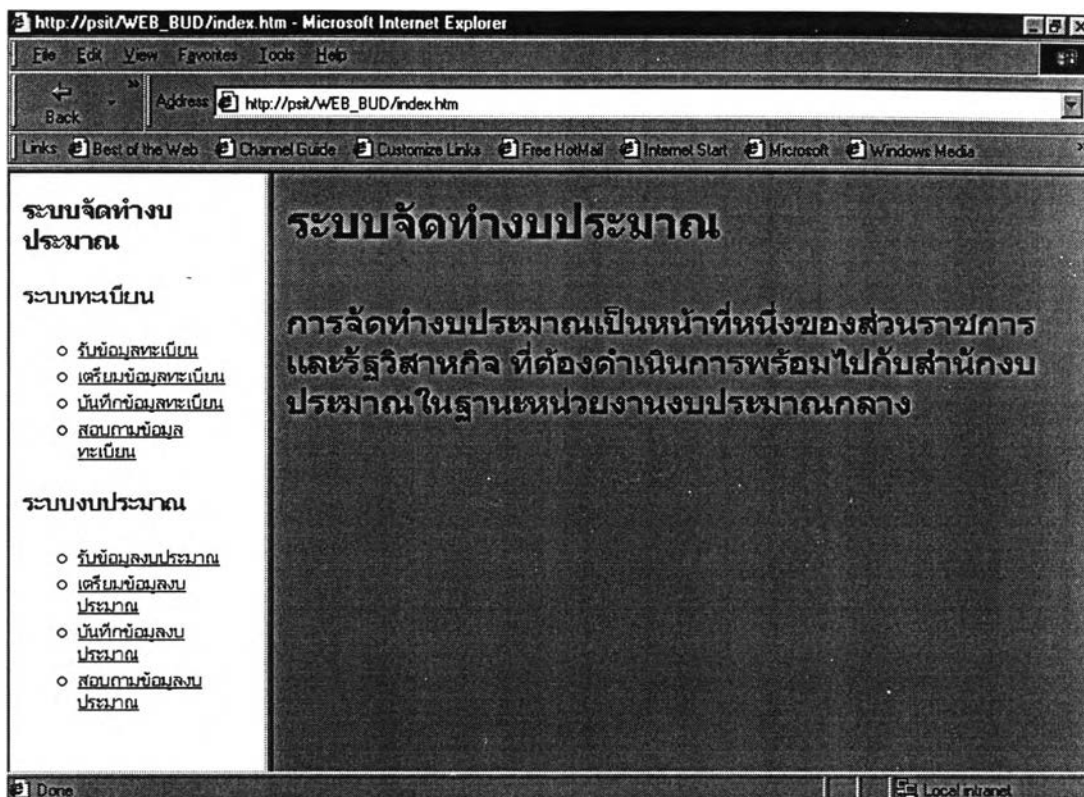 http://psit/WEB_BUD/index.htm - Microsoft Internet Explorer
File Edit View Favorites Tools Help
Back
Address http://psit/WEB_BUD/index.htm
Links Best of the Web Channel Guide Customize Links Free HotMail Internet Start Microsoft Windows Media
ระบบจัดทำงบ
ประมาณ
ระบบทะเบียน
รับข้อมูลทะเบียน
เตรียมข้อมูลทะเบียน
บันทึกข้อมูลทะเบียน
สอบถามข้อมูล
ทะเบียน
ระบบงบประมาณ
รับข้อมูลงบประมาณ
เตรียมข้อมูลงบ
ประมาณ
บันทึกข้อมูลงบ
ประมาณ
สอบถามข้อมูลงบ
ประมาณ
ระบบจัดทำงบประมาณ
การจัดทำงบประมาณเป็นหน้าที่หนึ่งของส่วนราชการ
และรัฐวิสาหกิจ ที่ต้องดำเนินการพร้อมไปกับสำนักงบ
ประมาณในฐานะหน่วยงานงบประมาณกลาง
Done
Local intranet